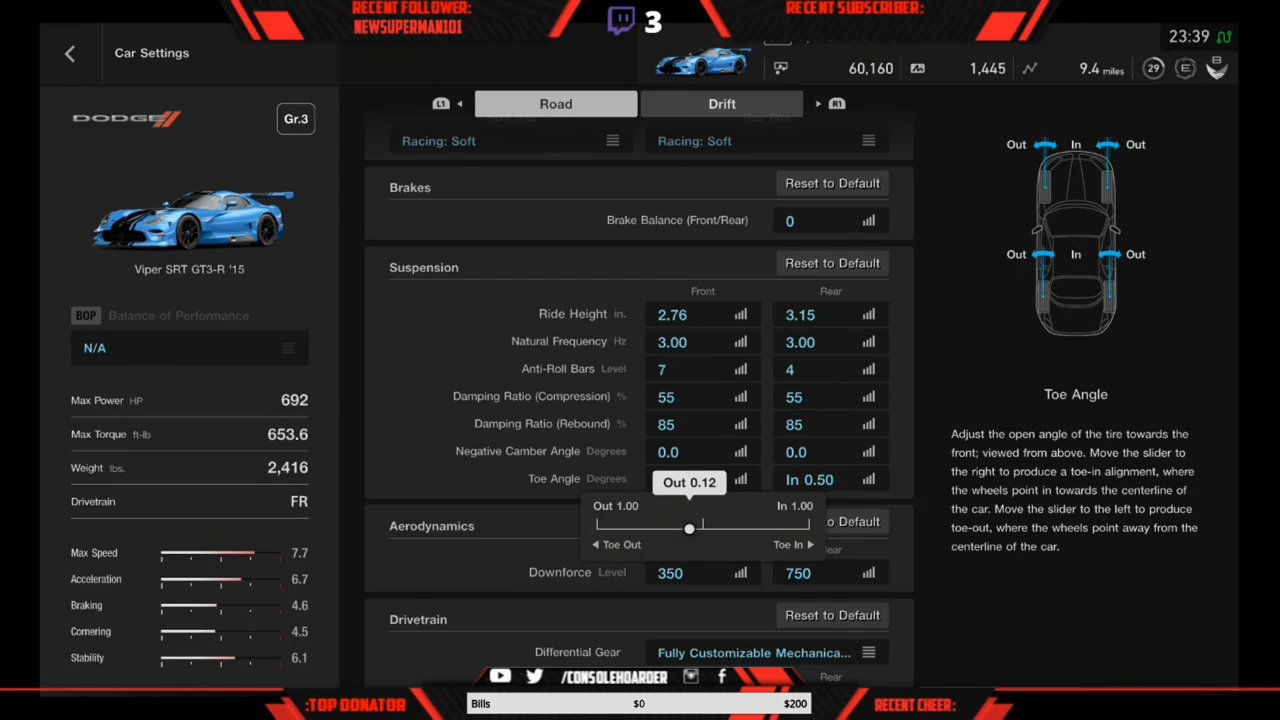 RECENT FOLLOWER:
NEWSUPERMAN101
3
RECENT SUBSCRIBER:
Car Settings
23:39
60,160
1,445
9.4 miles
29
E
B
L1
Road
Drift
R1
DODGE
Gr.3
Viper SRT GT3-R '15
BOP Balance of Performance
N/A
Max Power HP 692
Max Torque ft-lb 653.6
Weight lbs. 2,416
Drivetrain FR
Max Speed 7.7
Acceleration 6.7
Braking 4.6
Cornering 4.5
Stability 6.1
Racing: Soft Racing: Soft
Brakes Reset to Default
Brake Balance (Front/Rear) 0
Suspension Reset to Default
Front Rear
Ride Height in. 2.76 3.15
Natural Frequency Hz 3.00 3.00
Anti-Roll Bars Level 7 4
Damping Ratio (Compression) % 55 55
Damping Ratio (Rebound) % 85 85
Negative Camber Angle Degrees 0.0 0.0
Toe Angle Degrees In 0.50
Out 0.12
Out 1.00 In 1.00
Toe Out Toe In
Aerodynamics to Default
Downforce Level 350 750
Drivetrain Reset to Default
Differential Gear Fully Customizable Mechanica...
Rear
Out In Out
Out In Out
Toe Angle
Adjust the open angle of the tire towards the
front; viewed from above. Move the slider to
the right to produce a toe-in alignment, where
the wheels point in towards the centerline of
the car. Move the slider to the left to produce
toe-out, where the wheels point away from the
centerline of the car.
/CONSOLEHOARDER
:TOP DONATOR
Bills $0 $200
RECENT CHEER: